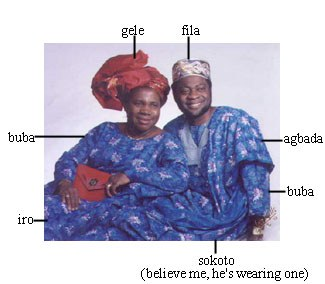 gele
fila
buba
agbada
buba
iro
sokoto
(believe me, he's wearing one)